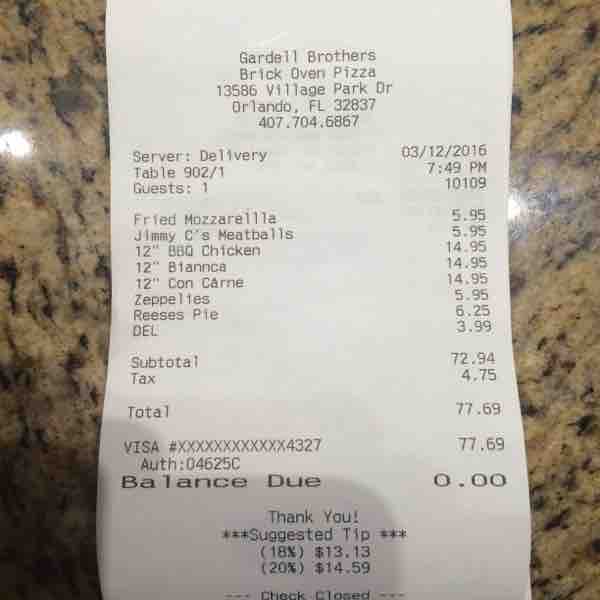 Gardell Brothers
Brick Oven Pizza
13586 Village Park Dr
Orlando, FL 32837
407.704.6867
Server: Delivery 03/12/2016
Table 902/1 7:49 PM
Guests: 1 10109
Fried Mozzarellla 5.95
Jimmy C's Meatballs 5.95
12" BBQ Chicken 14.95
12" Biannca 14.95
12" Con Carne 14.95
Zeppelies 5.95
Reeses Pie 6.25
DEL 3.99
Subtotal 72.94
Tax 4.75
Total 77.69
VISA #XXXXXXXXXXXX4327 77.69
Auth:04625C
Balance Due 0.00
Thank You!
***Suggested Tip ***
(18%) $13.13
(20%) $14.59
--- Check Closed ---